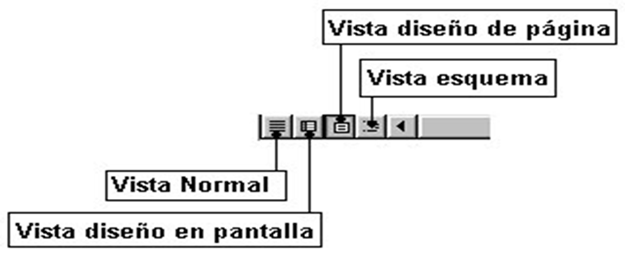 Vista diseño de página
Vista esquema
Vista Normal
Vista diseño en pantalla